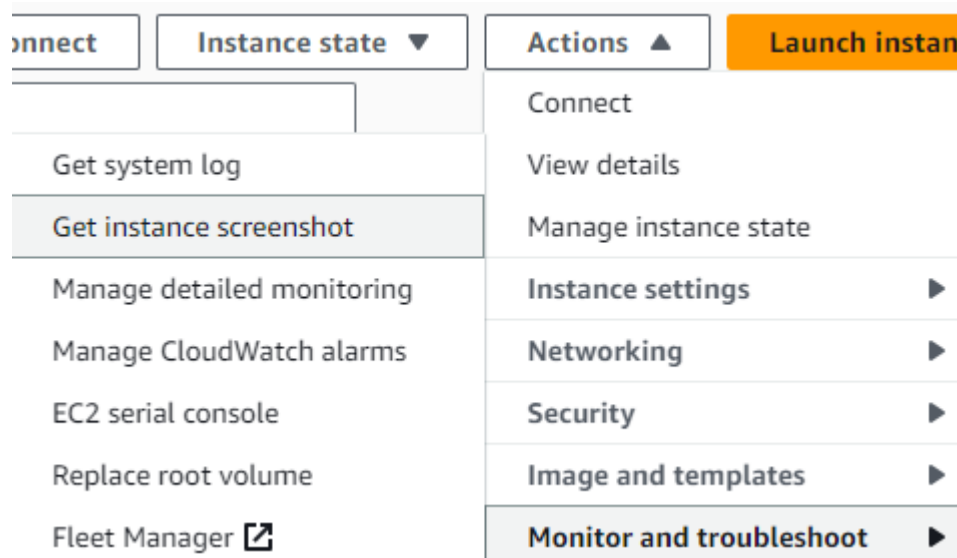 onnect
Instance state
Actions
Launch instan
Connect
View details
Manage instance state
Instance settings
Networking
Security
Image and templates
Monitor and troubleshoot
Get system log
Get instance screenshot
Manage detailed monitoring
Manage CloudWatch alarms
EC2 serial console
Replace root volume
Fleet Manager